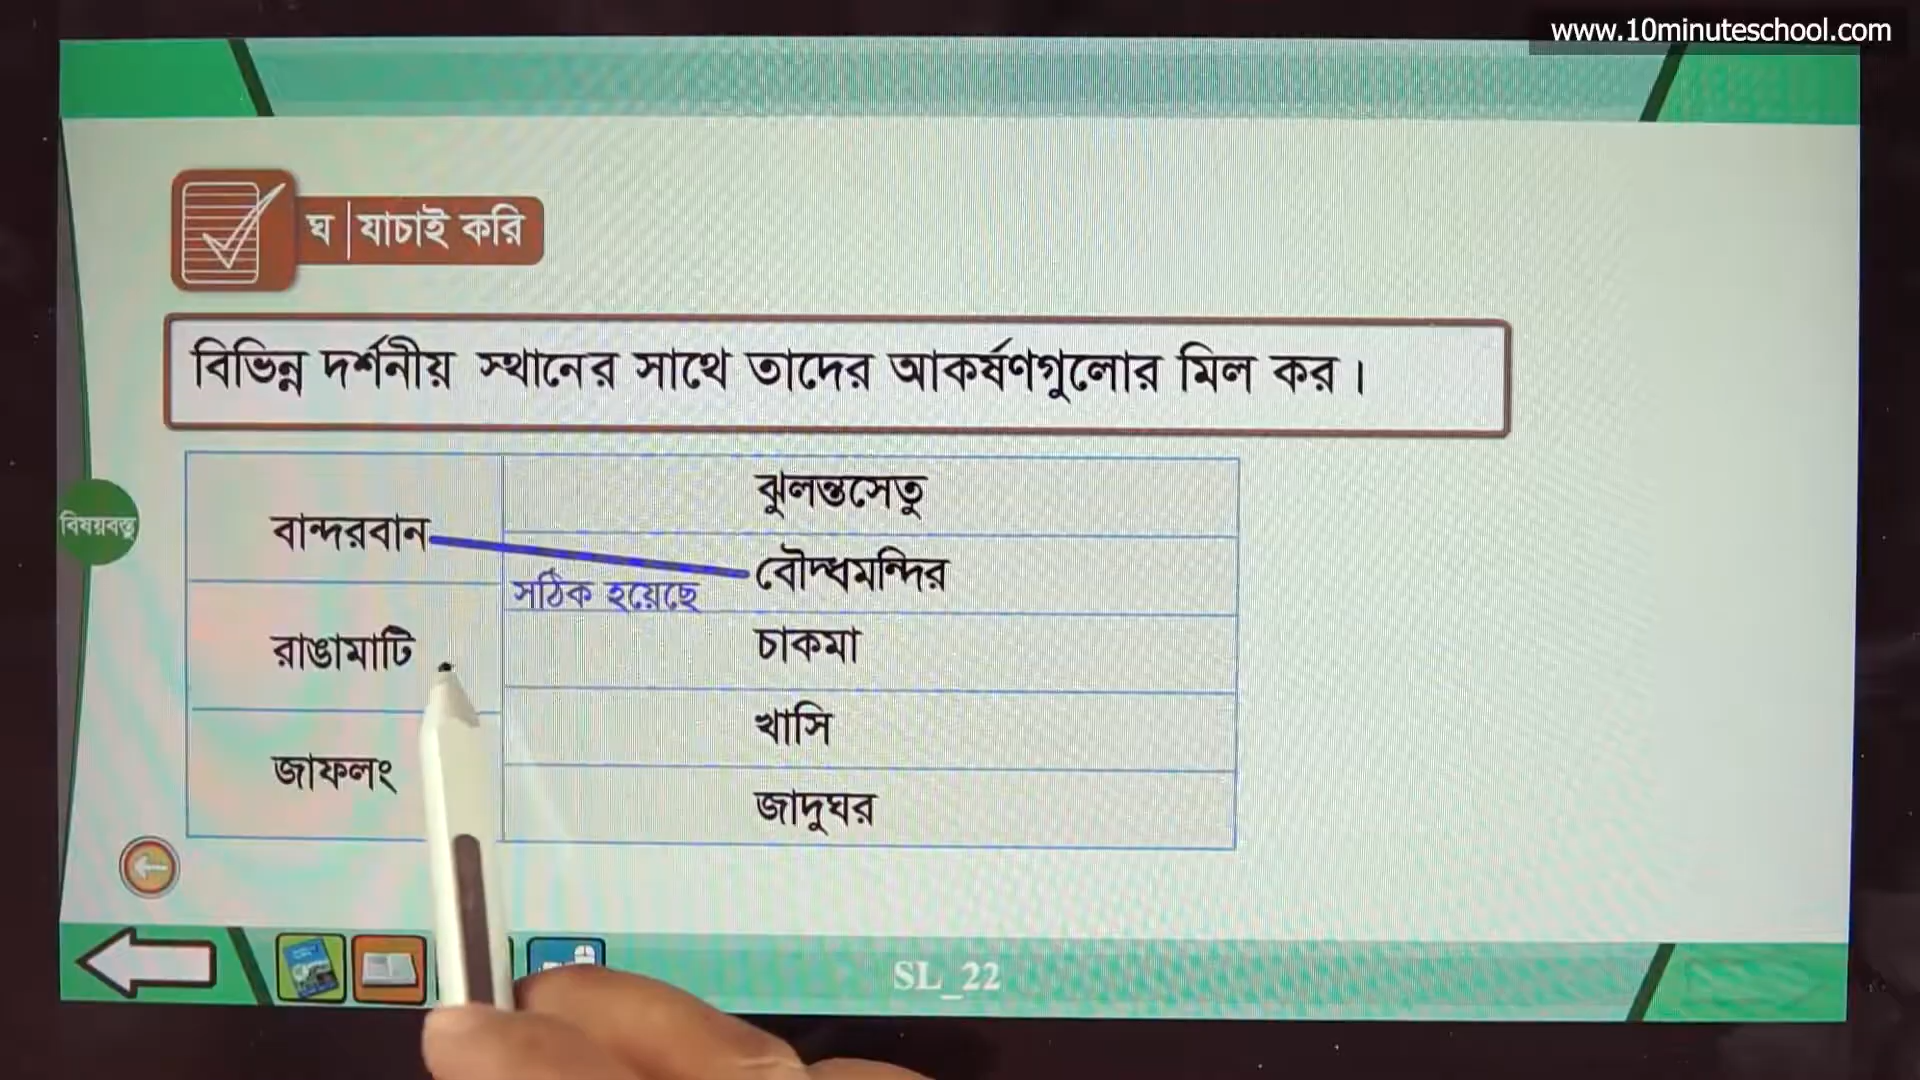 www.10minuteschool.com
ঘ যাচাই করি
বিভিন্ন দর্শনীয় স্থানের সাথে তাদের আকর্ষণগুলোর মিল কর।
ঝুলন্তসেতু
বান্দরবান
বৌদ্ধমন্দির
বিষয়বস্তু
সঠিক হয়েছে
রাঙামাটি
চাকমা
খাসি
জাফলং
জাদুঘর
SL_22